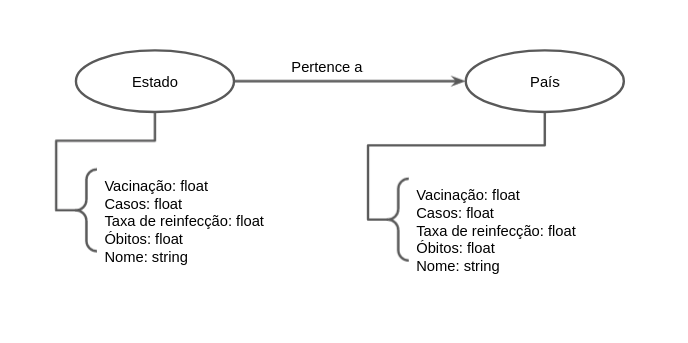 Pertence a
Estado
País
Vacinação: float
Casos: float
Taxa de reinfecção: float
Óbitos: float
Nome: string
Vacinação: float
Casos: float
Taxa de reinfecção: float
Óbitos: float
Nome: string